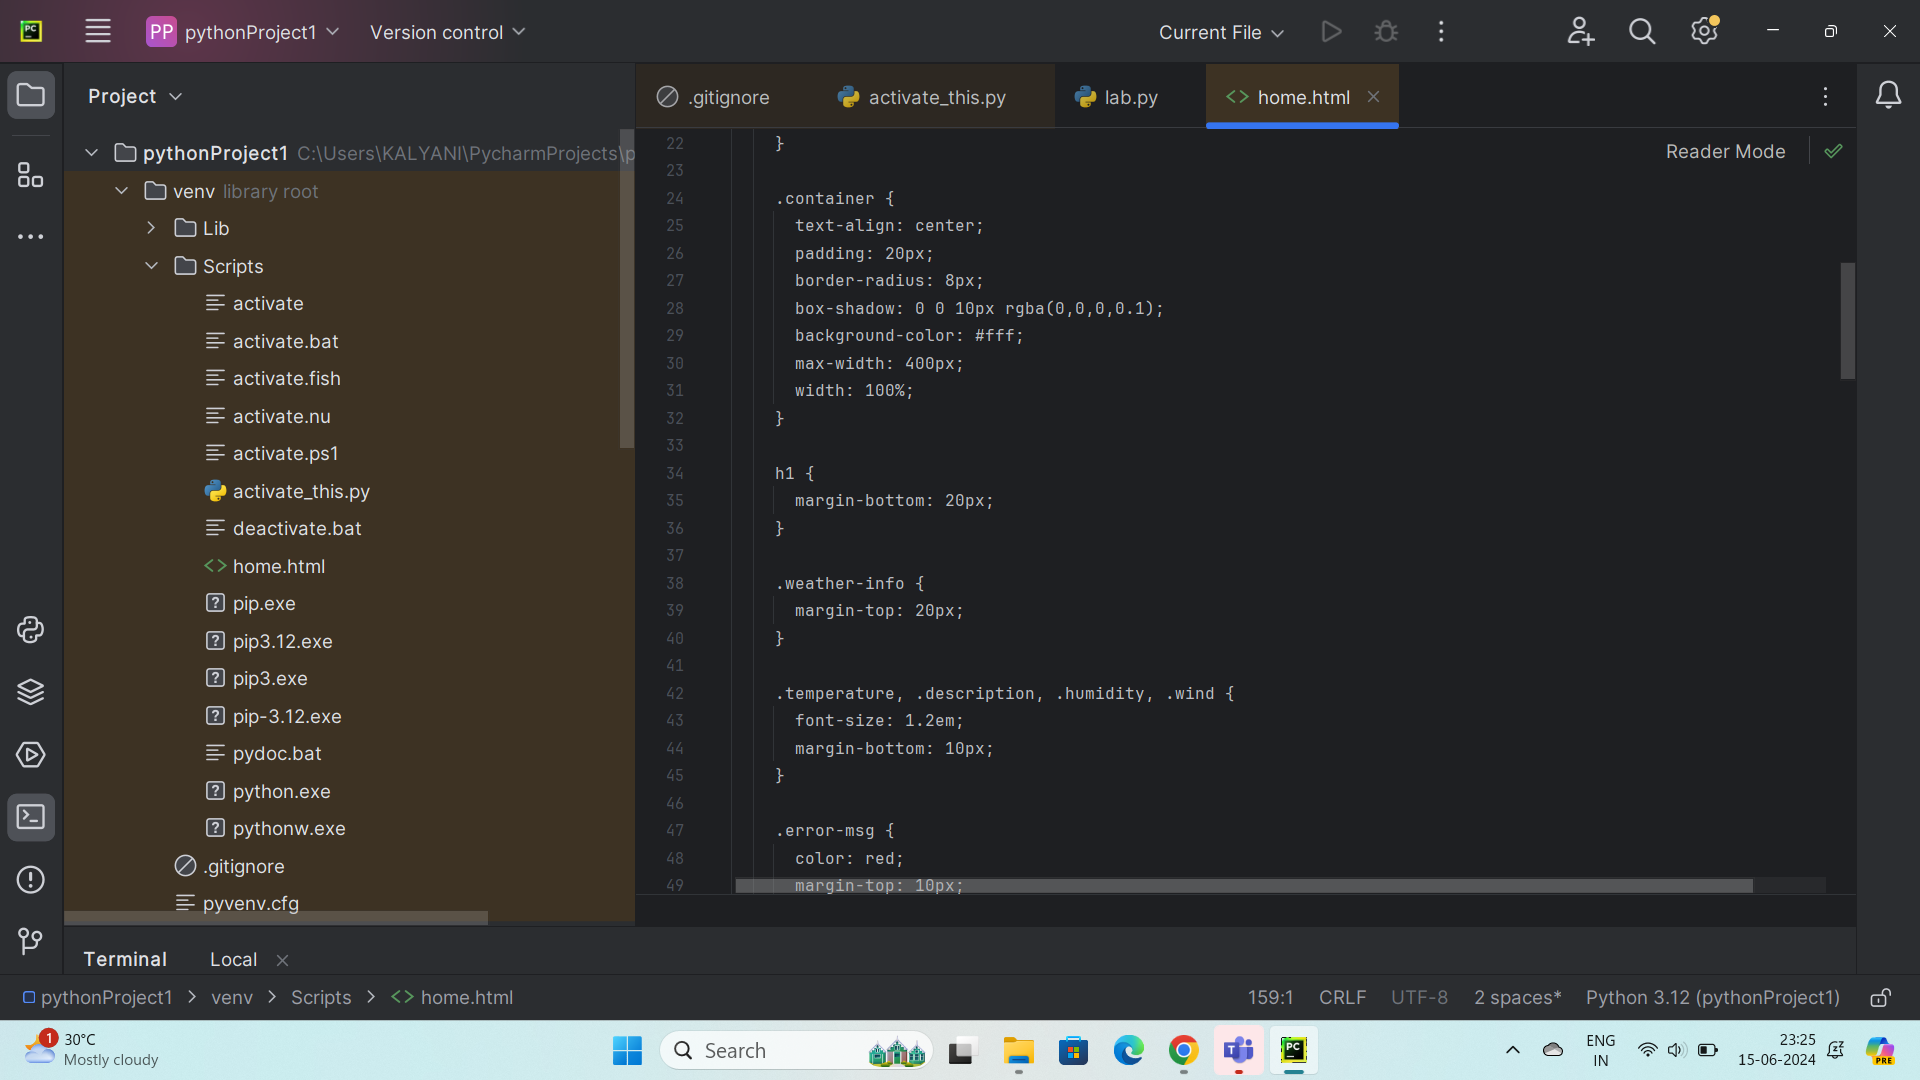 PC
PP pythonProject1
Version control
Current File
Project
pythonProject1 C:\Users\KALYANI\PycharmProjects\p
venv library root
Lib
Scripts
activate
activate.bat
activate.fish
activate.nu
activate.ps1
activate_this.py
deactivate.bat
home.html
pip.exe
pip3.12.exe
pip3.exe
pip-3.12.exe
pydoc.bat
python.exe
pythonw.exe
.gitignore
pyvenv.cfg
.gitignore
activate_this.py
lab.py
home.html
Reader Mode
22 }
23
24 .container {
25 text-align: center;
26 padding: 20px;
27 border-radius: 8px;
28 box-shadow: 0 0 10px rgba(0,0,0,0.1);
29 background-color: #fff;
30 max-width: 400px;
31 width: 100%;
32 }
33
34 h1 {
35 margin-bottom: 20px;
36 }
37
38 .weather-info {
39 margin-top: 20px;
40 }
41
42 .temperature, .description, .humidity, .wind {
43 font-size: 1.2em;
44 margin-bottom: 10px;
45 }
46
47 .error-msg {
48 color: red;
49 margin-top: 10px;
Terminal
Local
pythonProject1 > venv > Scripts > home.html
159:1
CRLF
UTF-8
2 spaces*
Python 3.12 (pythonProject1)
1
30°C
Mostly cloudy
Search
PC
ENG
IN
23:25
15-06-2024
PRE